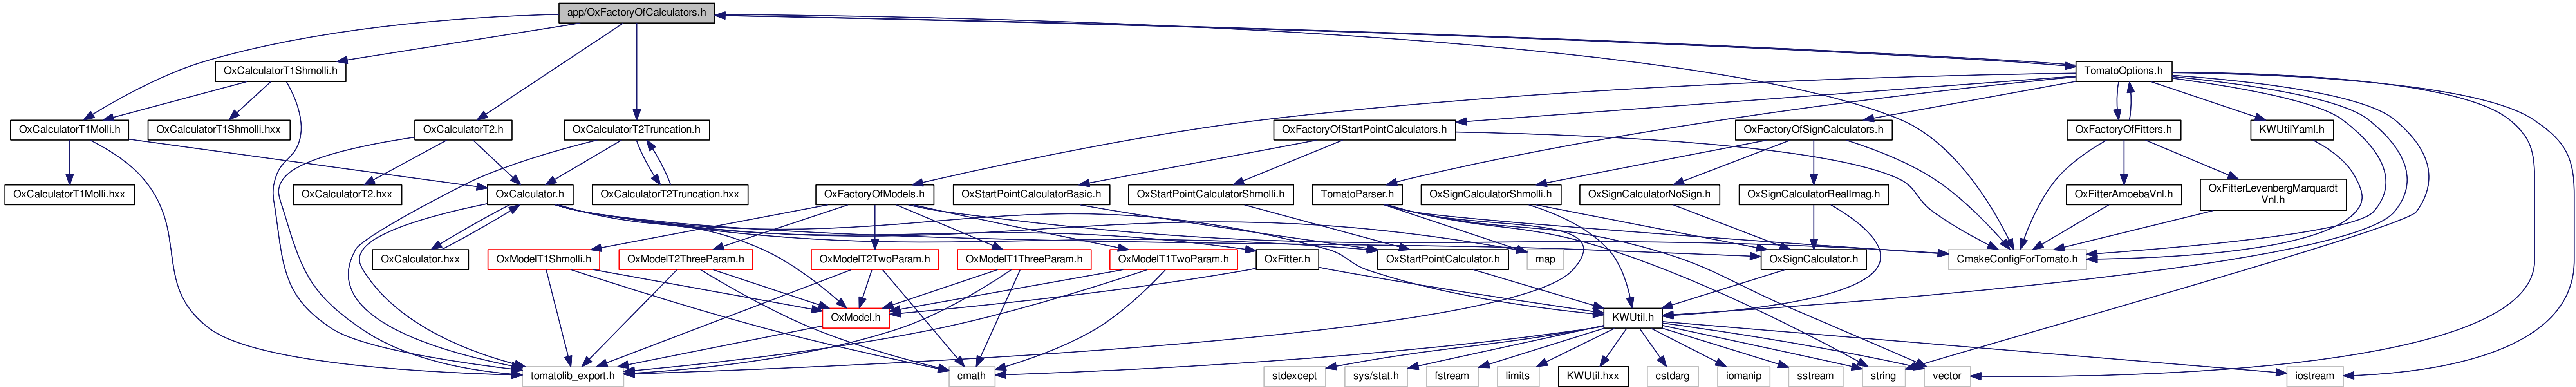 app/OxFactoryOfCalculators.h
OxCalculatorT1Shmolli.h
TomatoOptions.h
OxCalculatorT1Molli.h
OxCalculatorT1Shmolli.hxx
OxCalculatorT2.h
OxCalculatorT2Truncation.h
OxFactoryOfStartPointCalculators.h
OxFactoryOfSignCalculators.h
OxFactoryOfFitters.h
KWUtilYaml.h
OxCalculatorT1Molli.hxx
OxCalculatorT2.hxx
OxCalculator.h
OxCalculatorT2Truncation.hxx
OxFactoryOfModels.h
OxStartPointCalculatorBasic.h
OxStartPointCalculatorShmolli.h
TomatoParser.h
OxSignCalculatorShmolli.h
OxSignCalculatorNoSign.h
OxSignCalculatorRealImag.h
OxFitterAmoebaVnl.h
OxFitterLevenbergMarquardt
Vnl.h
OxCalculator.hxx
OxModelT1Shmolli.h
OxModelT2ThreeParam.h
OxModelT2TwoParam.h
OxModelT1ThreeParam.h
OxModelT1TwoParam.h
OxFitter.h
OxStartPointCalculator.h
map
OxSignCalculator.h
CmakeConfigForTomato.h
OxModel.h
KWUtil.h
tomatolib_export.h
cmath
stdexcept
sys/stat.h
fstream
limits
KWUtil.hxx
cstdarg
iomanip
sstream
string
vector
iostream